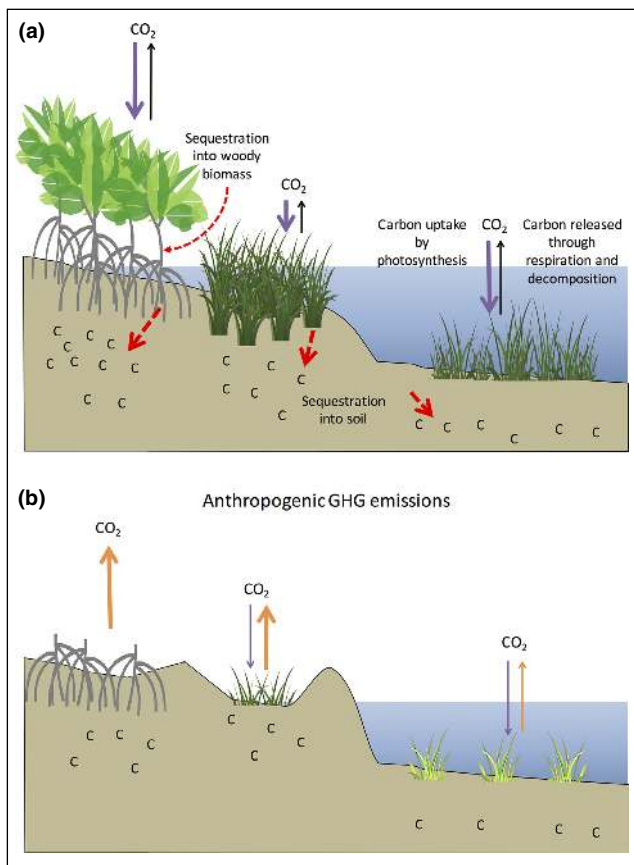 (a)
CO2
Sequestration
into woody
biomass
CO2
Carbon uptake
by
photosynthesis
CO2
Carbon released
through
respiration and
decomposition
C C C
C C
C C C C
C C
C
C C
C C
C
Sequestration
into soil
C C C C C C
(b)
Anthropogenic GHG emissions
CO2
CO2
CO2
C C C
C C
C C
C C C
C C
C C C